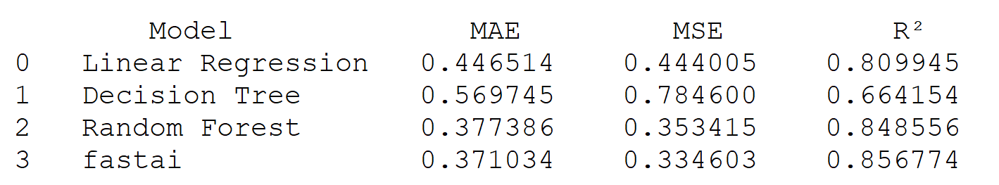 Model MAE MSE R²
0 Linear Regression 0.446514 0.444005 0.809945
1 Decision Tree 0.569745 0.784600 0.664154
2 Random Forest 0.377386 0.353415 0.848556
3 fastai 0.371034 0.334603 0.856774